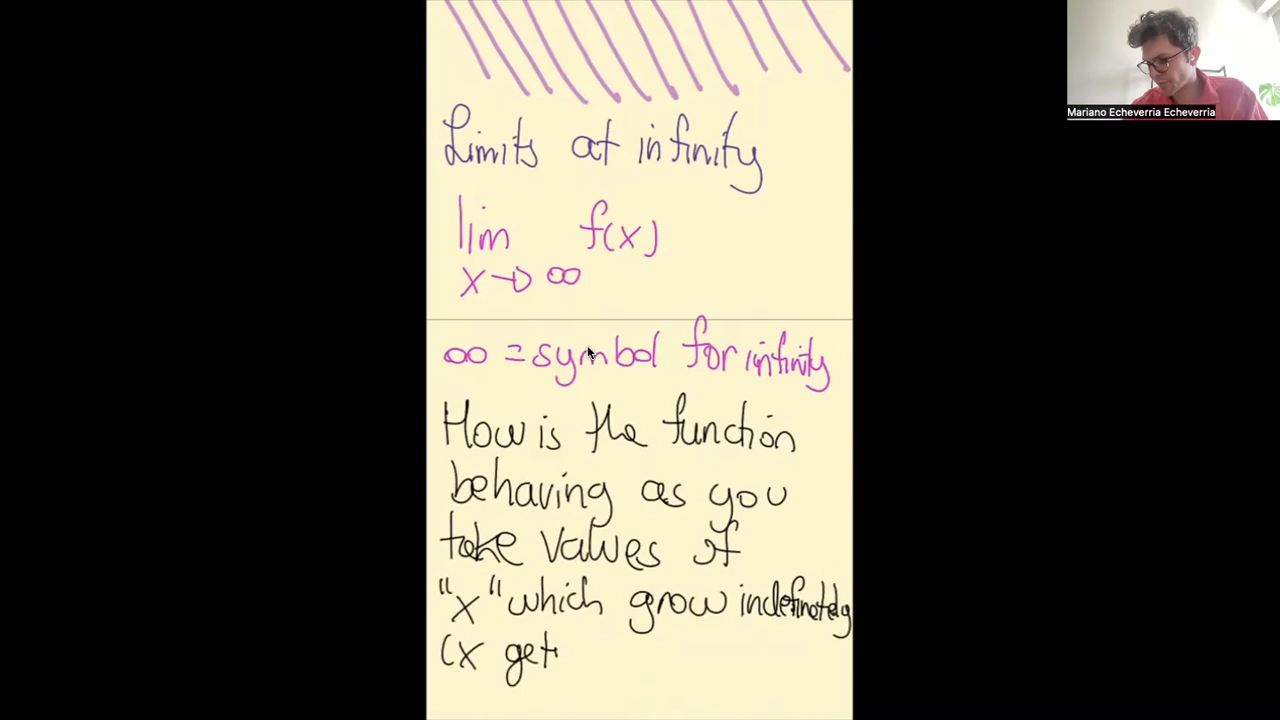 Limits at infinity
lim f(x)
x→∞
∞ = symbol for infinity
How is the function
behaving as you
take values of
"x" which grow indefinitely
(x get
Mariano Echeverria Echeverria